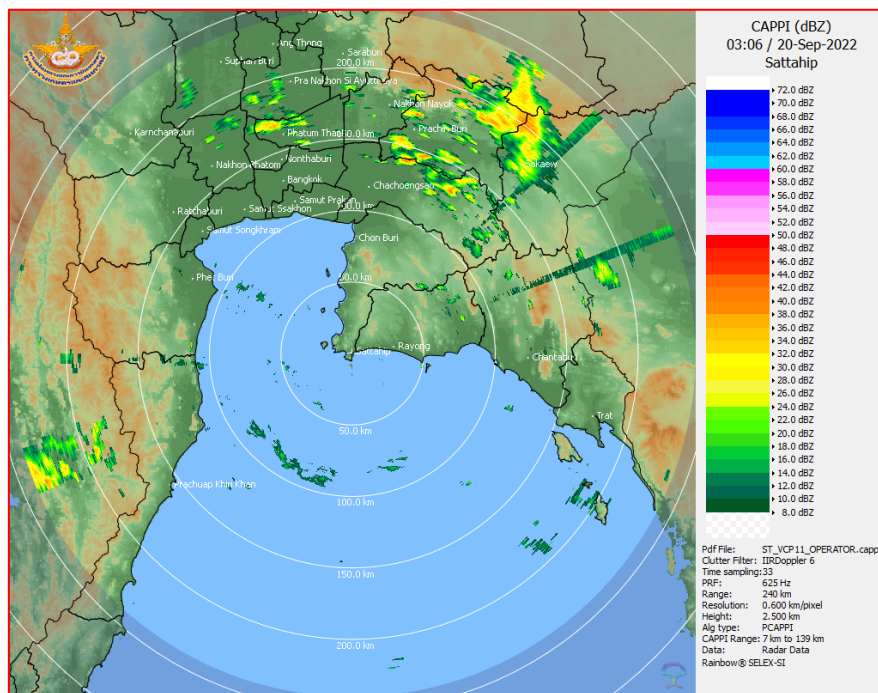 CAPPI (dBZ)
03:06 / 20-Sep-2022
Sattahip
72.0 dBZ
70.0 dBZ
68.0 dBZ
66.0 dBZ
64.0 dBZ
62.0 dBZ
60.0 dBZ
58.0 dBZ
56.0 dBZ
54.0 dBZ
52.0 dBZ
50.0 dBZ
48.0 dBZ
46.0 dBZ
44.0 dBZ
42.0 dBZ
40.0 dBZ
38.0 dBZ
36.0 dBZ
34.0 dBZ
32.0 dBZ
30.0 dBZ
28.0 dBZ
26.0 dBZ
24.0 dBZ
22.0 dBZ
20.0 dBZ
18.0 dBZ
16.0 dBZ
14.0 dBZ
12.0 dBZ
10.0 dBZ
8.0 dBZ
Pdf File: ST_VCP11_OPERATOR.capp
Clutter Filter: IIRDoppler 6
Time sampling:33
PRF: 625 Hz
Range: 240 km
Resolution: 0.600 km/pixel
Height: 2.500 km
Alg type: PCAPPI
CAPPI Range: 7 km to 139 km
Data: Radar Data
Rainbow® SELEX-SI
Ang Thong
Saraburi
Suphan Buri
200.0 km
Pra Nakhon Si Ayuttaya
Nakhon Nayok
Karnchanaburi
Phatum Thani
Prachin Buri
Nonthaburi
Nakhon Phatom
Sakaew
Bangknk
Chachoengsao
Samut Prakan
Ratchaburi
Samut Ssakhon
Samut Songkhram
Chon Buri
Phet Buri
50.0 km
Rayong
Sattahip
Chantaburi
Trat
50.0 km
Prachuap Khiri Khan
100.0 km
150.0 km
200.0 km